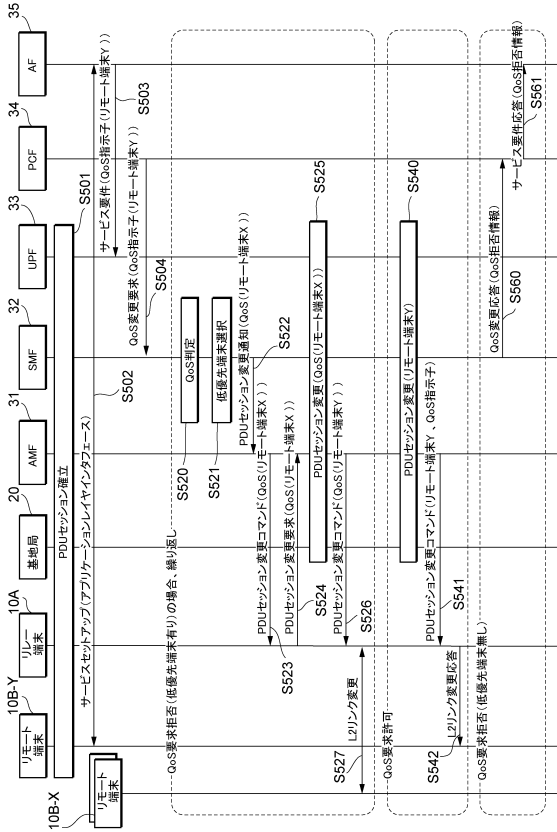 10B-X
リモート
端末
10B-Y
リモート
端末
10A
リレー
端末
20
基地局
31
AMF
32
SMF
33
UPF
34
PCF
35
AF
PDUセッション確立
S501
サービスセットアップ(アプリケーションレイヤインタフェース)
S502
サービス要件(QoS指示子(リモート端末Y))
S503
QoS変更要求(QoS指示子(リモート端末Y))
S504
QoS要求拒否(低優先端末有り)の場合、繰り返し
QoS判定
S520
低優先端末選択
S521
PDUセッション変更通知(QoS(リモート端末X))
S522
PDUセッション変更コマンド(QoS(リモート端末X))
S523
PDUセッション変更要求(QoS(リモート端末X))
S524
PDUセッション変更(QoS(リモート端末X))
S525
PDUセッション変更コマンド(QoS(リモート端末Y))
S526
L2リンク変更
S527
QoS要求許可
PDUセッション変更(リモート端末Y)
S540
PDUセッション変更コマンド(リモート端末Y、QoS指示子)
S541
L2リンク変更応答
S542
QoS要求拒否(低優先端末無し)
QoS変更応答(QoS拒否情報)
S560
サービス要件応答(QoS拒否情報)
S561